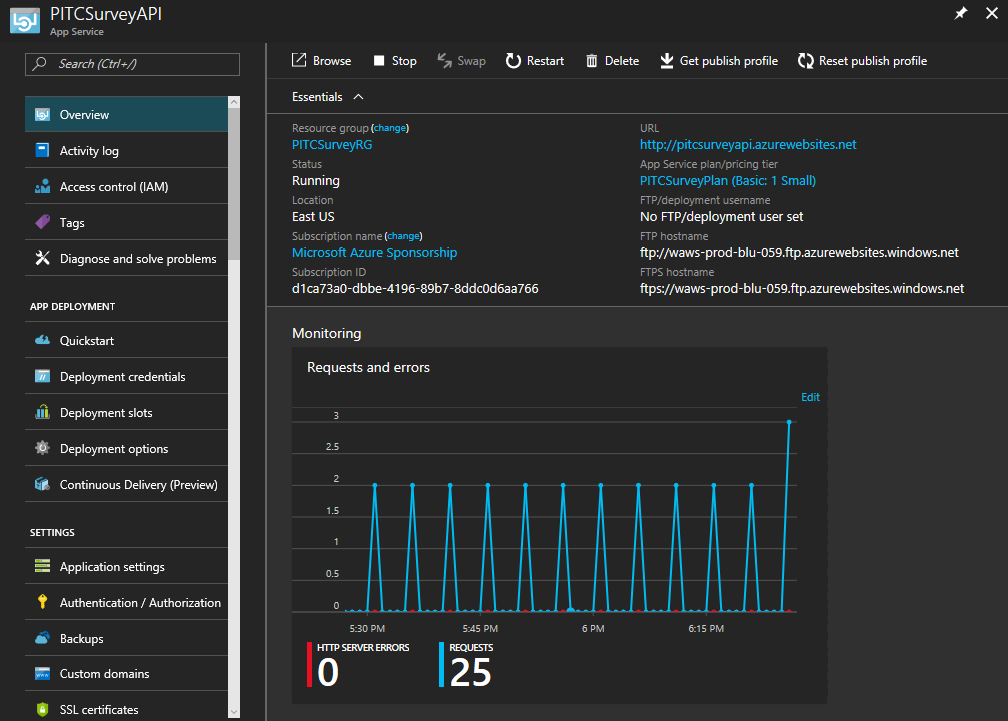 PITCSurveyAPI
App Service
Search (Ctrl+/)
Overview
Activity log
Access control (IAM)
Tags
Diagnose and solve problems
APP DEPLOYMENT
Quickstart
Deployment credentials
Deployment slots
Deployment options
Continuous Delivery (Preview)
SETTINGS
Application settings
Authentication / Authorization
Backups
Custom domains
SSL certificates
Browse Stop Swap Restart Delete Get publish profile Reset publish profile
Essentials
Resource group (change)
PITCSurveyRG
Status
Running
Location
East US
Subscription name (change)
Microsoft Azure Sponsorship
Subscription ID
d1ca73a0-dbbe-4196-89b7-8ddc0d6aa766
URL
http://pitcsurveyapi.azurewebsites.net
App Service plan/pricing tier
PITCSurveyPlan (Basic: 1 Small)
FTP/deployment username
No FTP/deployment user set
FTP hostname
ftp://waws-prod-blu-059.ftp.azurewebsites.windows.net
FTPS hostname
ftps://waws-prod-blu-059.ftp.azurewebsites.windows.net
Monitoring
Requests and errors
Edit
3
2.5
2
1.5
1
0.5
0
5:30 PM 5:45 PM 6 PM 6:15 PM
HTTP SERVER ERRORS
0
REQUESTS
25